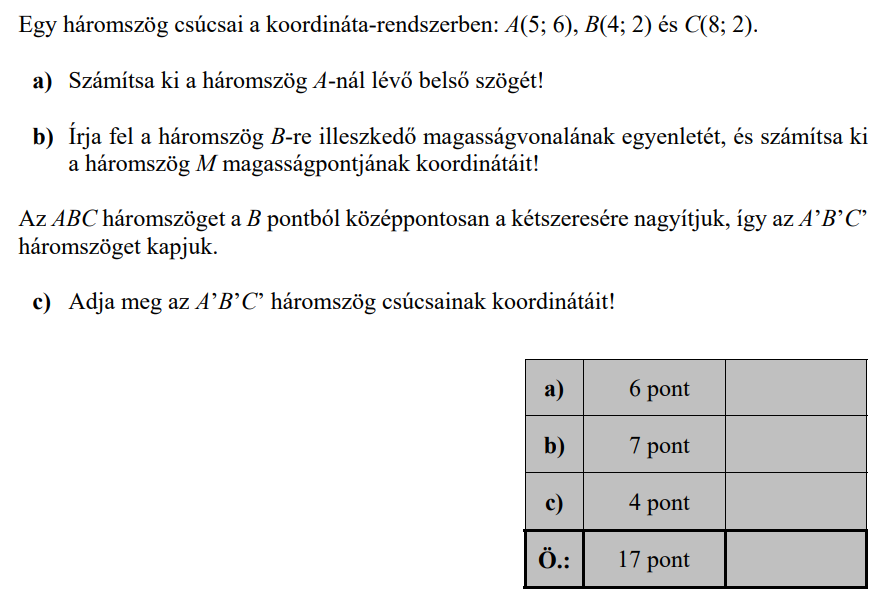 Egy háromszög csúcsai a koordináta-rendszerben: A(5; 6), B(4; 2) és C(8; 2).
a) Számítsa ki a háromszög A-nál lévő belső szögét!
b) Írja fel a háromszög B-re illeszkedő magasságvonalának egyenletét, és számítsa ki
a háromszög M magasságpontjának koordinátáit!
Az ABC háromszöget a B pontból középpontosan a kétszeresére nagyítjuk, így az A’B’C’
háromszöget kapjuk.
c) Adja meg az A’B’C’ háromszög csúcsainak koordinátáit!
a) 6 pont
b) 7 pont
c) 4 pont
Ö.: 17 pont